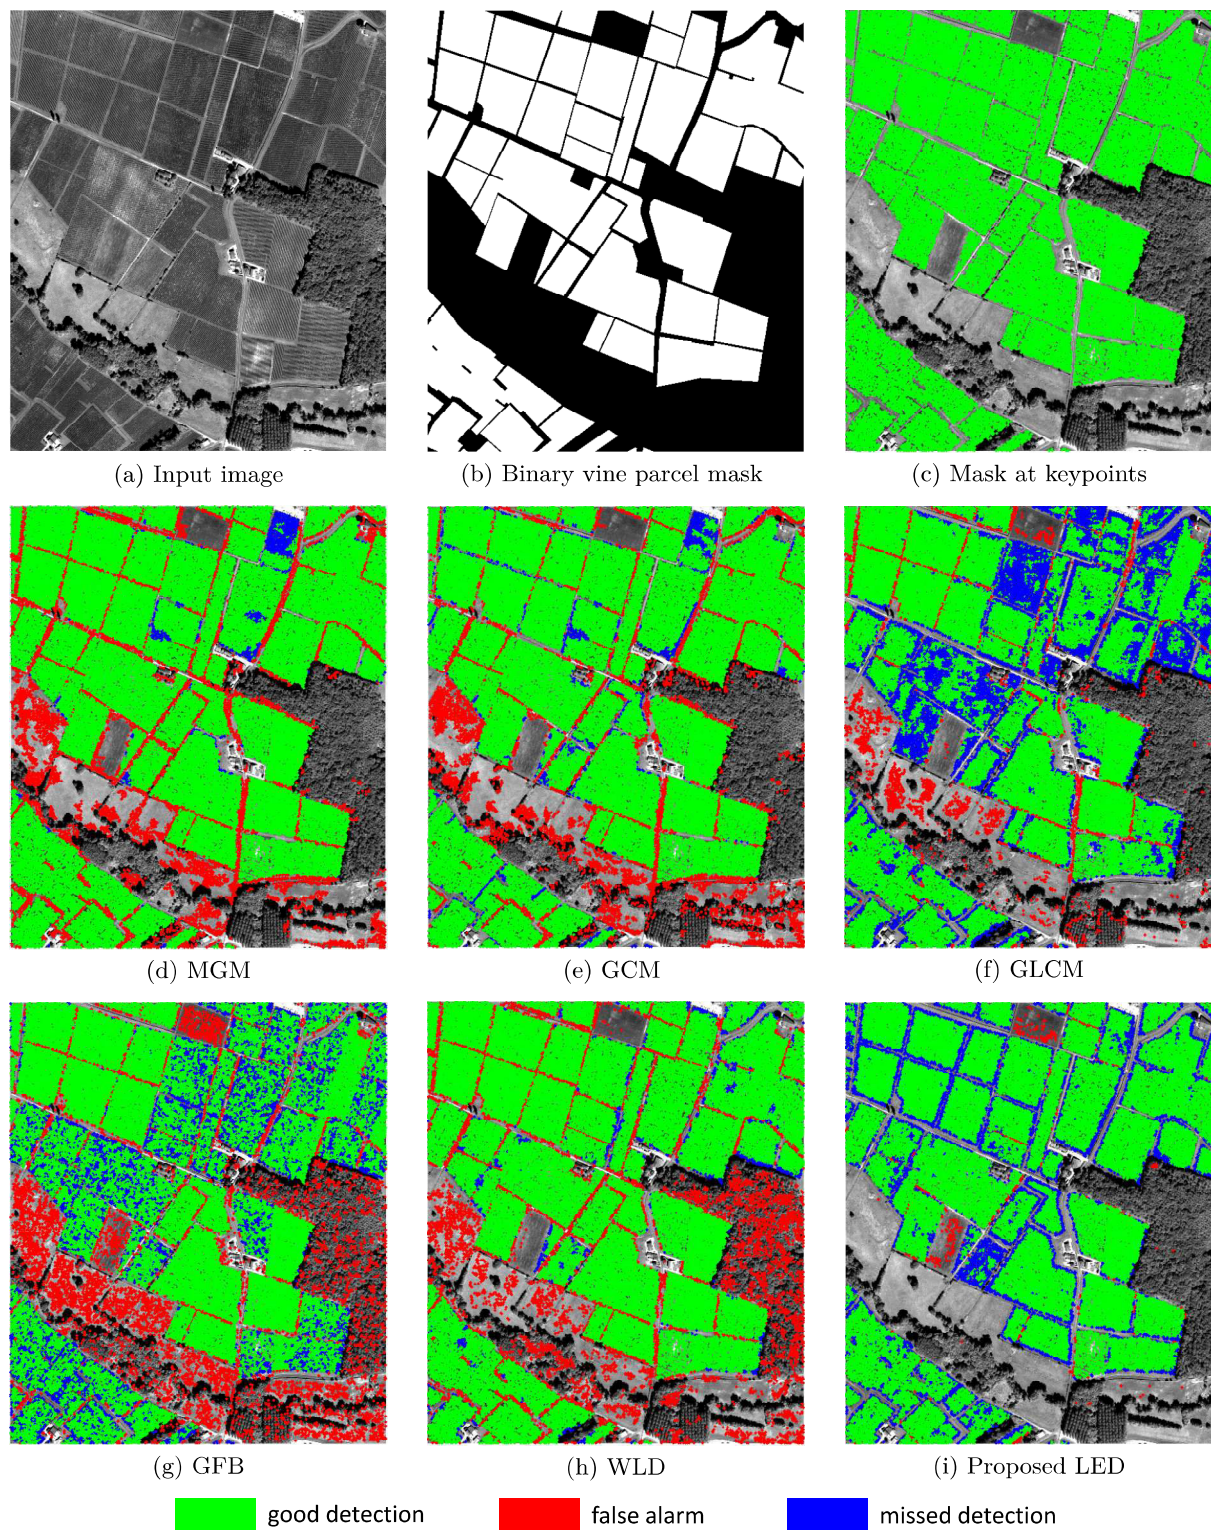 (a) Input image
(b) Binary vine parcel mask
(c) Mask at keypoints
(d) MGM
(e) GCM
(f) GLCM
(g) GFB
(h) WLD
(i) Proposed LED
good detection
false alarm
missed detection